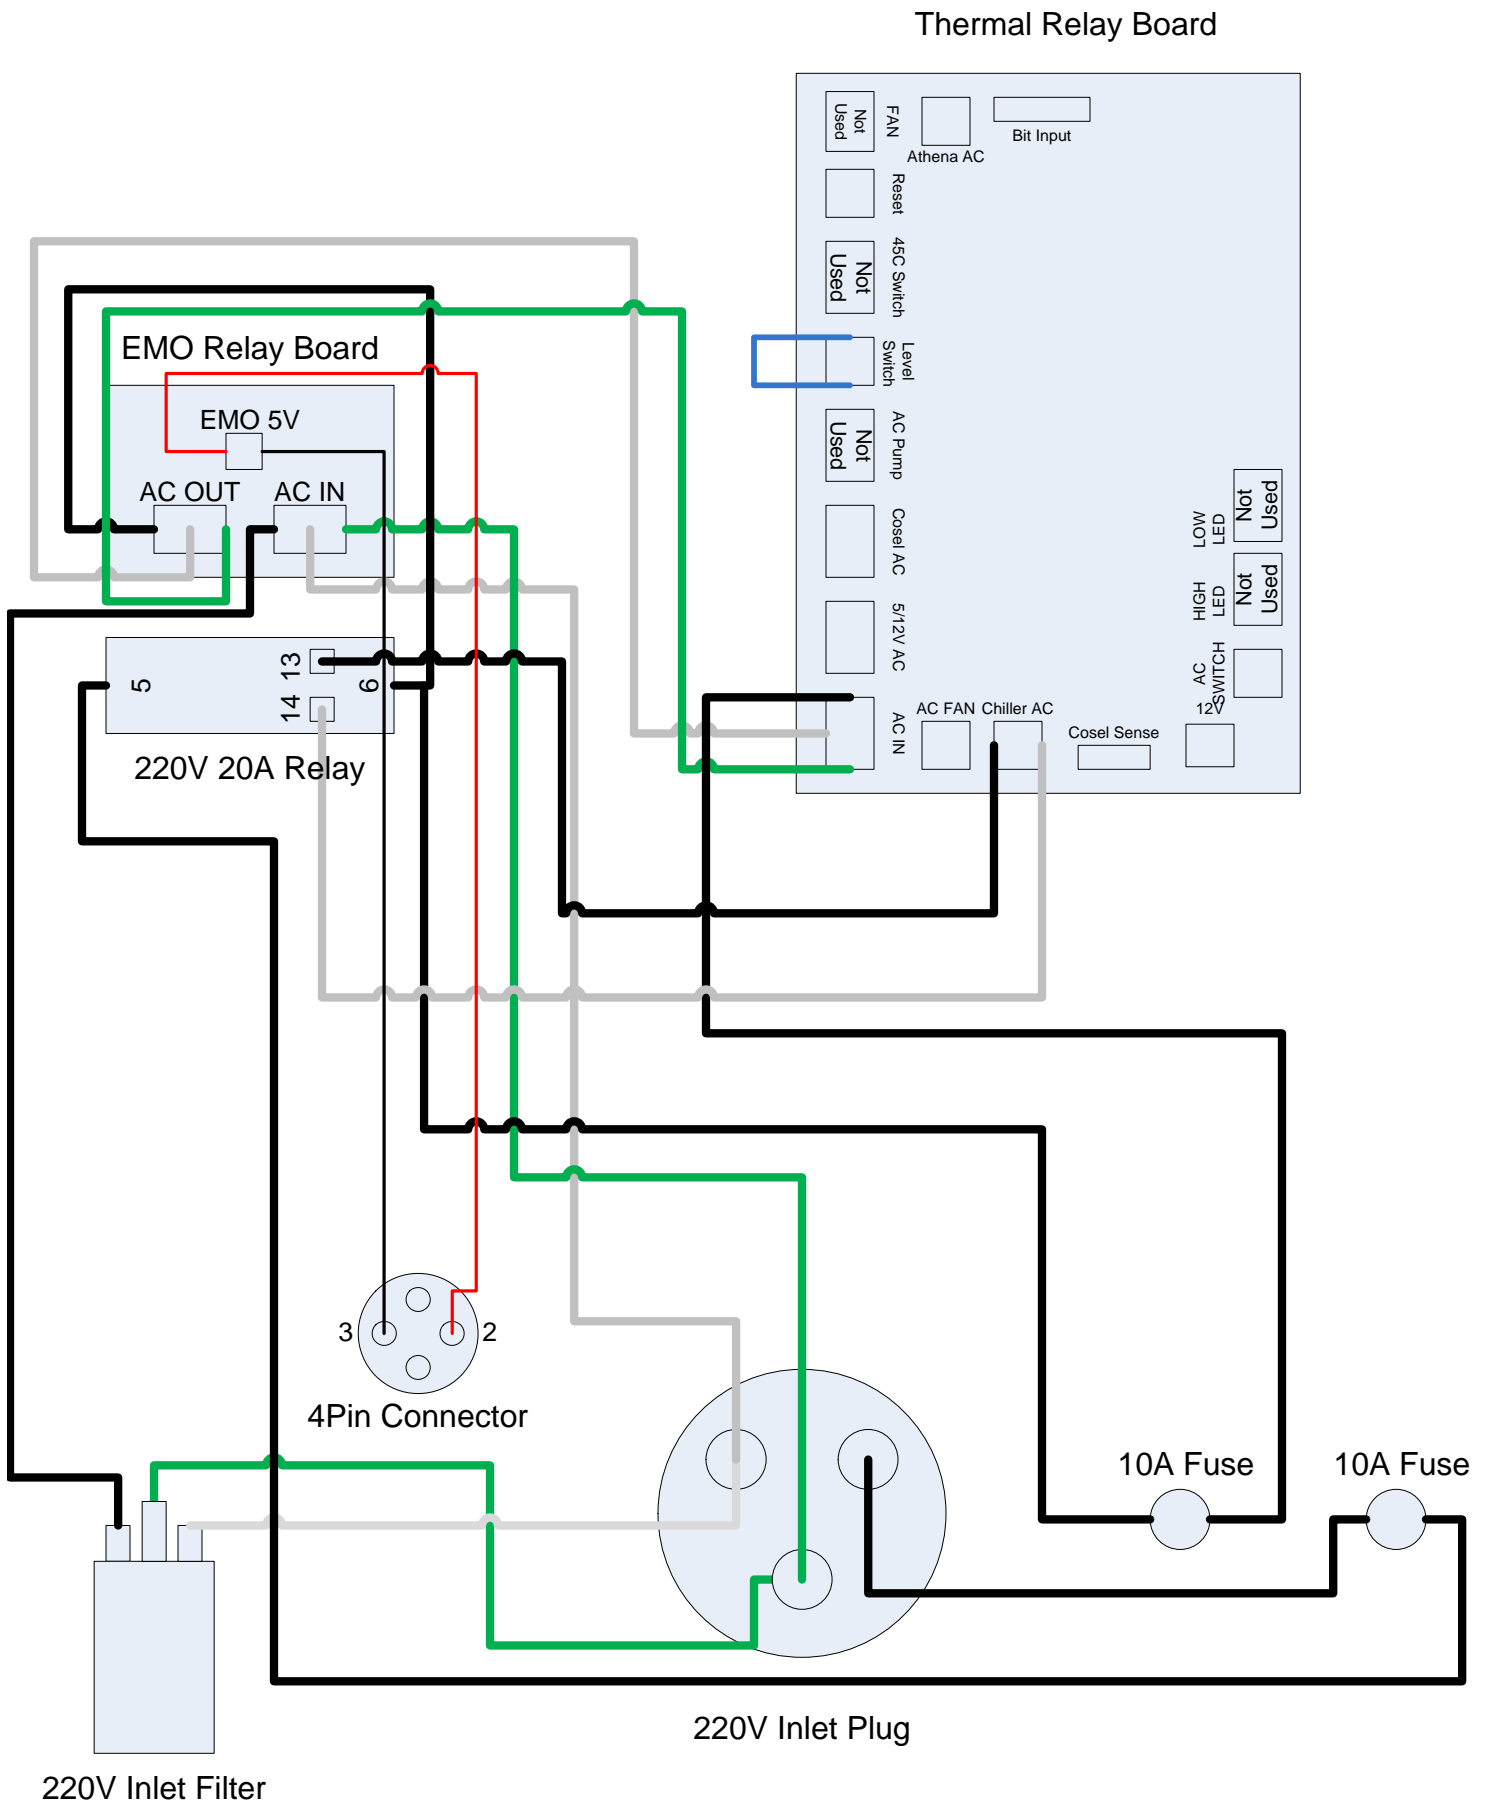 Thermal Relay Board
Not
Used
FAN
Athena AC
Bit Input
Reset
Not
Used
45C Switch
Level
Switch
Not
Used
AC Pump
Cosel AC
5/12V AC
AC IN
AC FAN
Chiller AC
Cosel Sense
12V
AC
SWITCH
HIGH
LED
Not
Used
LOW
LED
Not
Used
EMO Relay Board
EMO 5V
AC OUT
AC IN
5
13
14
6
220V 20A Relay
3
2
4Pin Connector
10A Fuse
10A Fuse
220V Inlet Plug
220V Inlet Filter